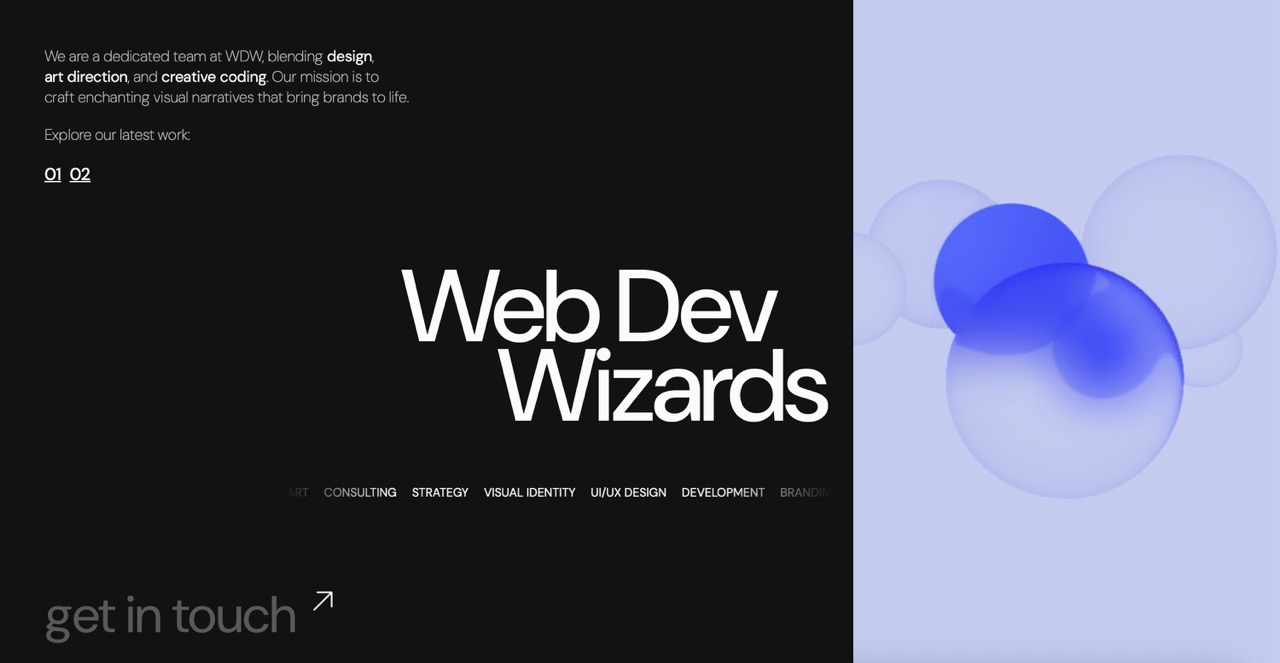 We are a dedicated team at WDW, blending design,
art direction, and creative coding. Our mission is to
craft enchanting visual narratives that bring brands to life.
Explore our latest work:
01 02
Web Dev
Wizards
ART CONSULTING STRATEGY VISUAL IDENTITY UI/UX DESIGN DEVELOPMENT BRANDIN
get in touch